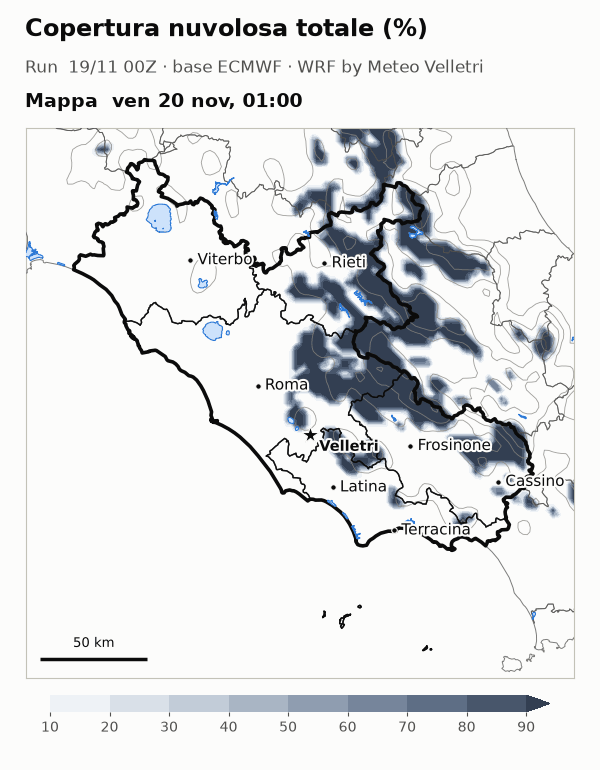 Copertura nuvolosa totale (%)
Run  19/11 00Z · base ECMWF · WRF by Meteo Velletri
Mappa  ven 20 nov, 01:00
Viterbo
Rieti
Roma
Velletri
Frosinone
Latina
Cassino
Terracina
50 km
10 20 30 40 50 60 70 80 90